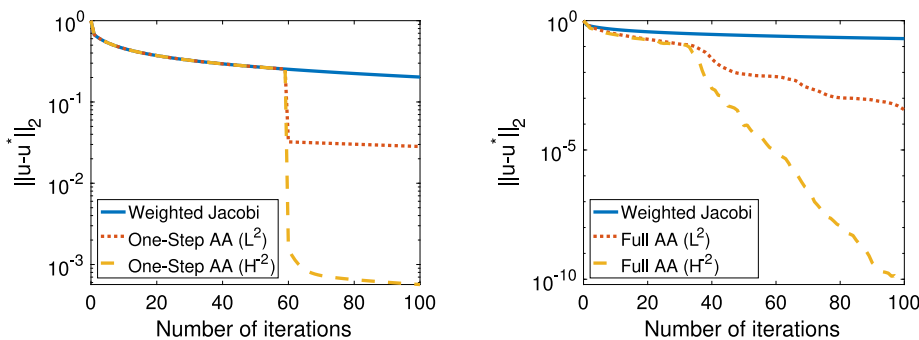 10^0
10^-1
10^-2
10^-3
||u-u^*||_2
0 20 40 60 80 100
Number of iterations
Weighted Jacobi
One-Step AA (L^2)
One-Step AA (H^-2)
10^0
10^-5
10^-10
||u-u^*||_2
0 20 40 60 80 100
Number of iterations
Weighted Jacobi
Full AA (L^2)
Full AA (H^-2)